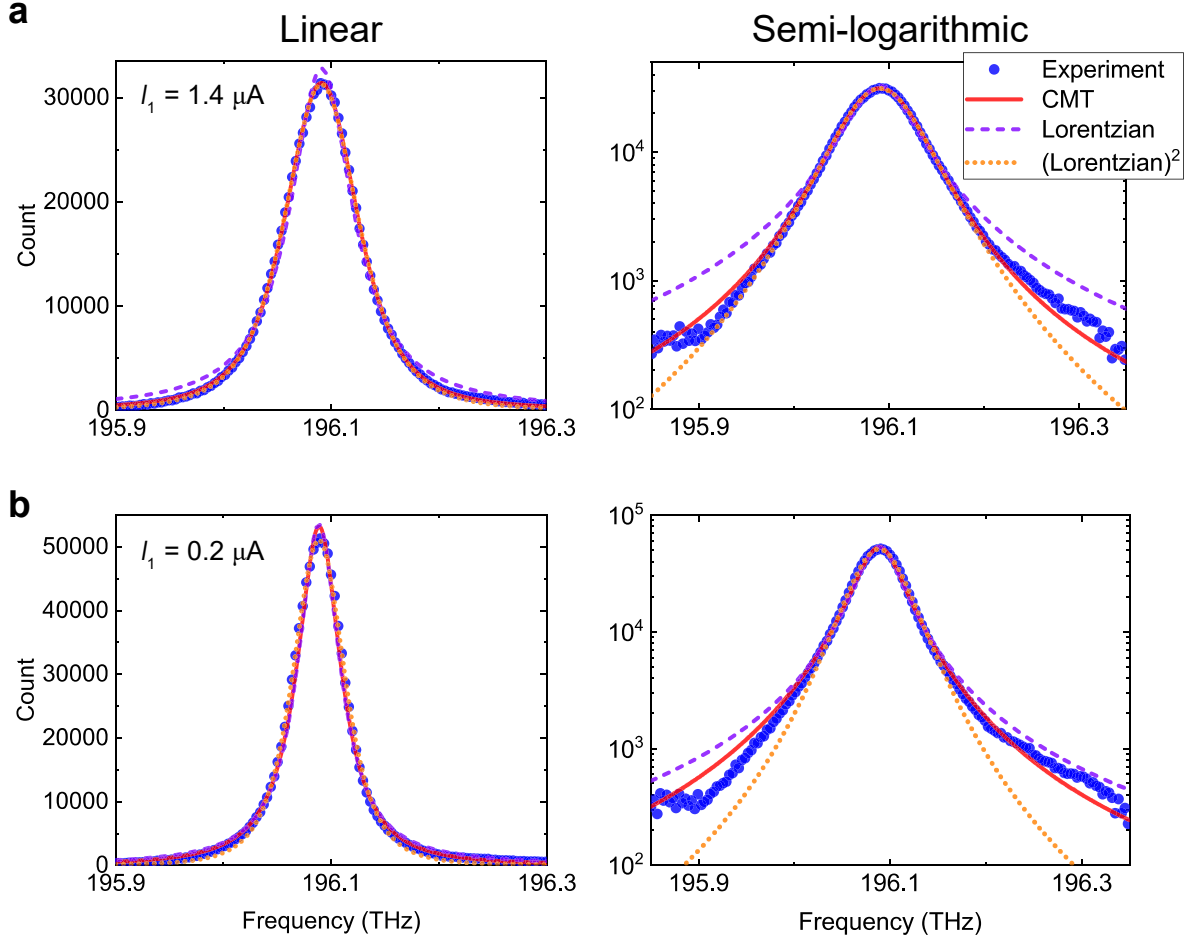 a
Linear
Semi-logarithmic
I₁ = 1.4 μA
Experiment
CMT
Lorentzian
(Lorentzian)²
Count
30000
20000
10000
0
195.9
196.1
196.3
10⁴
10³
10²
195.9
196.1
196.3
b
I₁ = 0.2 μA
Count
50000
40000
30000
20000
10000
0
195.9
196.1
196.3
Frequency (THz)
10⁵
10⁴
10³
10²
195.9
196.1
196.3
Frequency (THz)